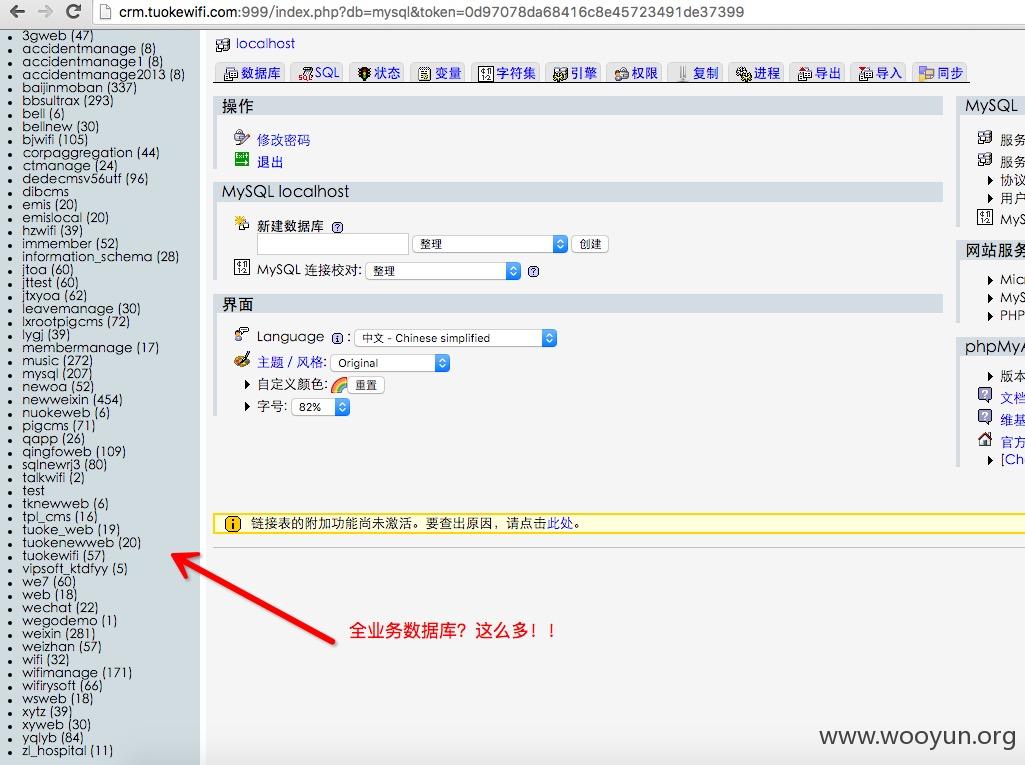 crm.tuokewifi.com:999/index.php?db=mysql&token=0d97078da68416c8e45723491de37399
3gweb (47)
accidentmanage (8)
accidentmanage1 (8)
accidentmanage2013 (8)
baijinmoban (337)
bbsultrax (293)
bell (6)
bellnew (30)
bjwifi (105)
corpaggregation (44)
ctmanage (24)
dedecmsv56utf (96)
dibcms
emis (20)
emislocal (20)
hzwifi (39)
immember (52)
information_schema (28)
jtoa (60)
jttest (60)
jtxyoa (62)
leavemanage (30)
lxrootpigcms (72)
lygj (39)
membermanage (17)
music (272)
mysql (207)
newoa (52)
newweixin (454)
nuokeweb (6)
pigcms (71)
qapp (26)
qingfoweb (109)
sqlnewrj3 (80)
talkwifi (2)
test
tknewweb (6)
tpl_cms (16)
tuoke_web (19)
tuokenewweb (20)
tuokewifi (57)
vipsoft_ktdfyy (5)
we7 (60)
web (18)
wechat (22)
wegodemo (1)
weixin (281)
weizhan (57)
wifi (32)
wifimanage (171)
wifirysoft (66)
wsweb (18)
xytz (39)
xyweb (30)
yqlyb (84)
zl_hospital (11)
localhost
数据库 SQL 状态 变量 字符集 引擎 权限 复制 进程 导出 导入 同步
操作
修改密码
退出
MySQL localhost
新建数据库
整理 创建
MySQL 连接校对: 整理
界面
Language : 中文 - Chinese simplified
主题 / 风格: Original
自定义颜色: 重置
字号: 82%
MySQL
服务
服务
协议
用户
MyS
网站服务
Mic
MyS
PHP
phpMyA
版本
文档
维基
官方
[Ch
链接表的附加功能尚未激活。要查出原因，请点击此处。
全业务数据库？这么多！！
www.wooyun.org